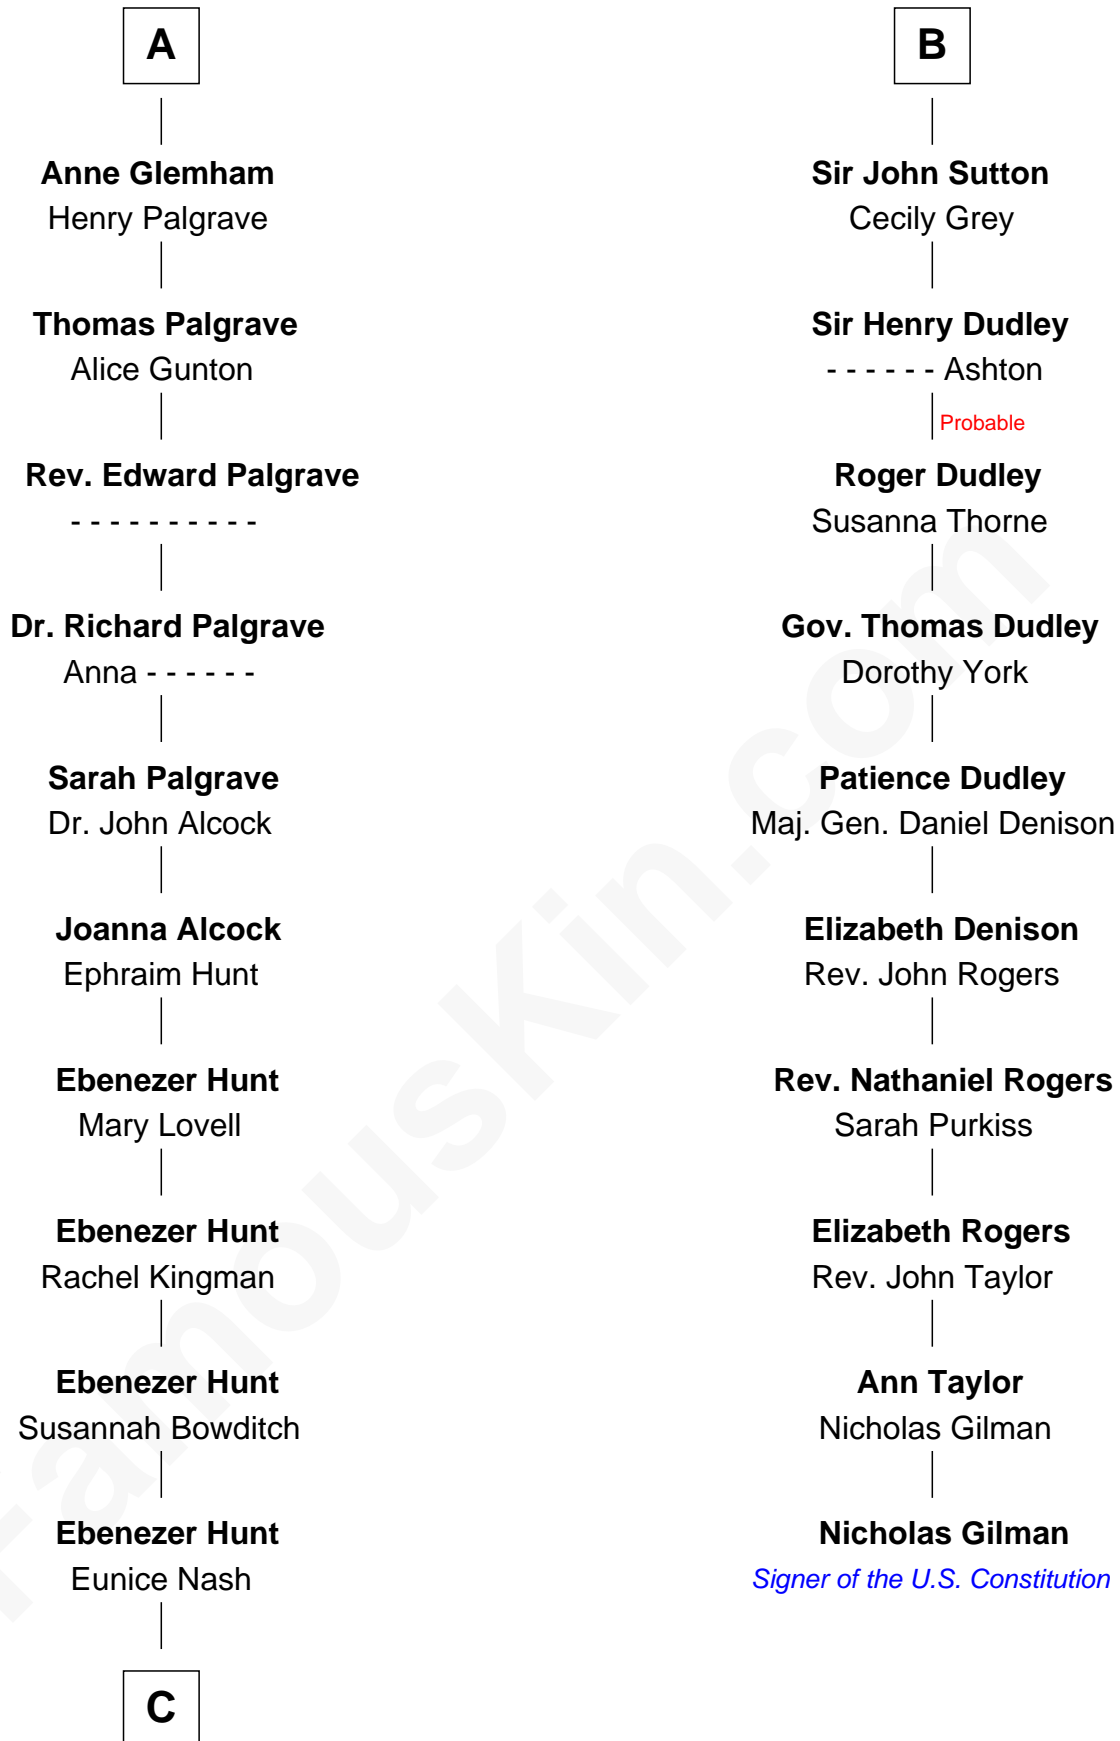 A
Anne Glemham
Henry Palgrave
Thomas Palgrave
Alice Gunton
Rev. Edward Palgrave
- - - - - - - - - -
Dr. Richard Palgrave
Anna - - - - - -
Sarah Palgrave
Dr. John Alcock
Joanna Alcock
Ephraim Hunt
Ebenezer Hunt
Mary Lovell
Ebenezer Hunt
Rachel Kingman
Ebenezer Hunt
Susannah Bowditch
Ebenezer Hunt
Eunice Nash
C
B
Sir John Sutton
Cecily Grey
Sir Henry Dudley
- - - - - - Ashton
Probable
Roger Dudley
Susanna Thorne
Gov. Thomas Dudley
Dorothy York
Patience Dudley
Maj. Gen. Daniel Denison
Elizabeth Denison
Rev. John Rogers
Rev. Nathaniel Rogers
Sarah Purkiss
Elizabeth Rogers
Rev. John Taylor
Ann Taylor
Nicholas Gilman
Nicholas Gilman
Signer of the U.S. Constitution
FamousKin.com